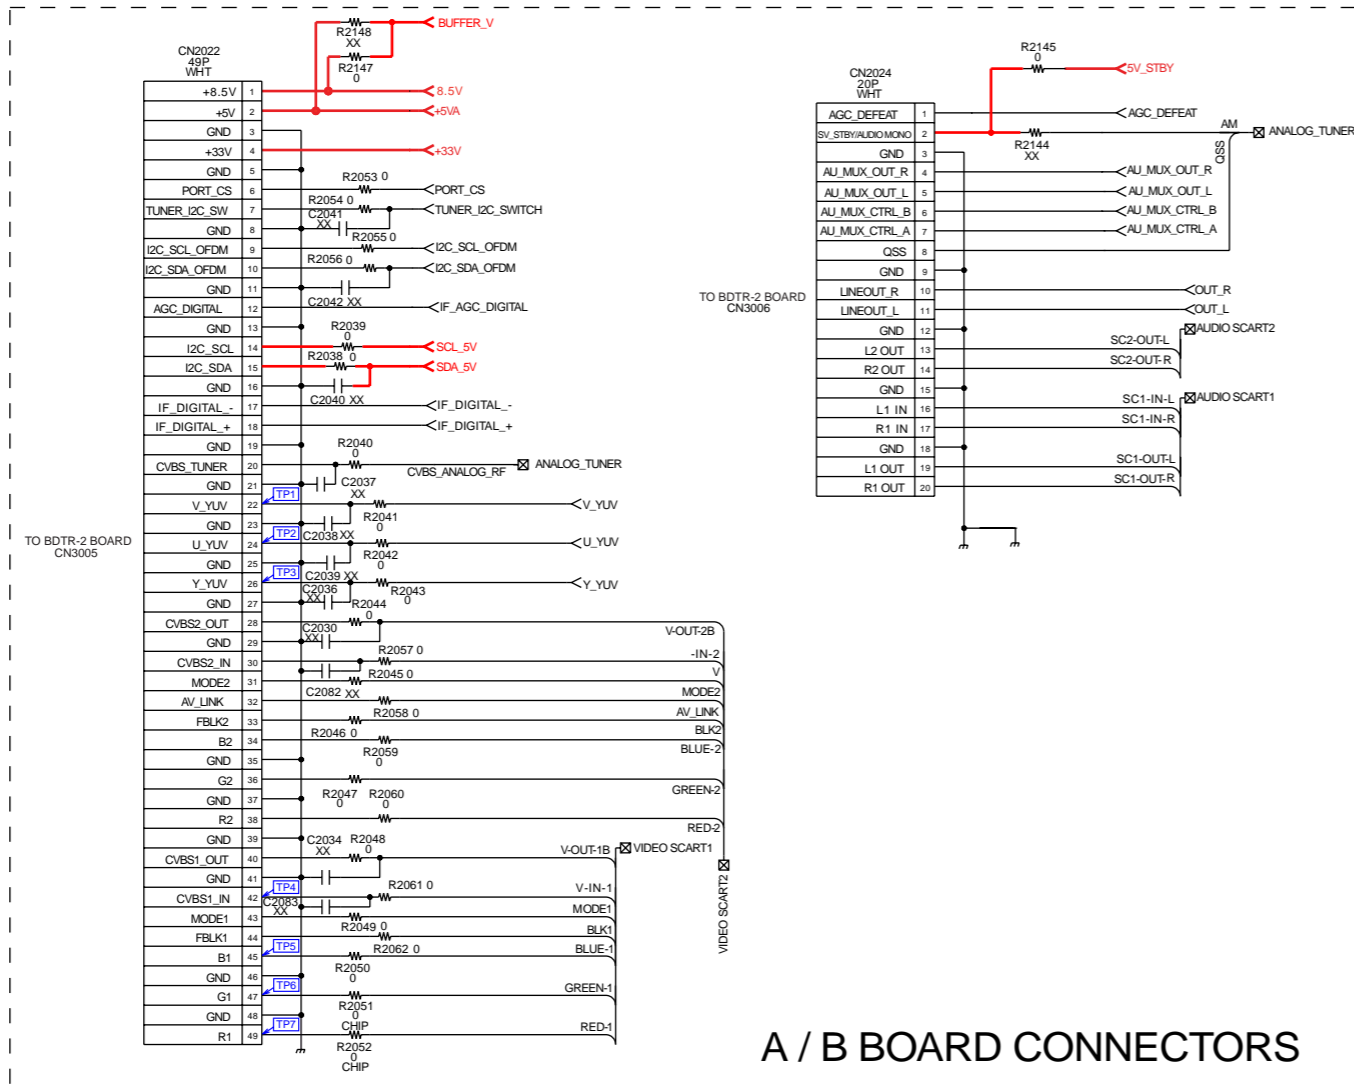 CN2022
49P
WHT
TO BDTR-2 BOARD
CN3005
+8.5V 1
+5V 2
GND 3
+33V 4
GND 5
PORT_CS 6
TUNER_I2C_SW 7
GND 8
I2C_SCL_OFDM 9
I2C_SDA_OFDM 10
GND 11
AGC_DIGITAL 12
GND 13
I2C_SCL 14
I2C_SDA 15
GND 16
IF_DIGITAL_- 17
IF_DIGITAL_+ 18
GND 19
CVBS_TUNER 20
GND 21
V_YUV 22
GND 23
U_YUV 24
GND 25
Y_YUV 26
GND 27
CVBS2_OUT 28
GND 29
CVBS2_IN 30
MODE2 31
AV_LINK 32
FBLK2 33
B2 34
GND 35
G2 36
GND 37
R2 38
GND 39
CVBS1_OUT 40
GND 41
CVBS1_IN 42
MODE1 43
FBLK1 44
B1 45
GND 46
G1 47
GND 48
R1 49
R2148
XX
R2147
0
BUFFER_V
8.5V
+5VA
+33V
R2053 0
PORT_CS
R2054 0
TUNER_I2C_SWITCH
C2041
XX
R2055 0
I2C_SCL_OFDM
R2056 0
I2C_SDA_OFDM
C2042 XX
IF_AGC_DIGITAL
R2039
0
SCL_5V
R2038 0
SDA_5V
C2040 XX
IF_DIGITAL_-
IF_DIGITAL_+
R2040
0
CVBS_ANALOG_RF
ANALOG_TUNER
C2037
XX
TP1
R2041
0
V_YUV
C2038 XX
TP2
R2042
0
U_YUV
C2039 XX
TP3
R2043
0
Y_YUV
C2036
XX
R2044
0
V-OUT-2B
C2030
XX
R2057 0
-IN-2
V
R2045 0
C2082 XX
MODE2
R2058 0
AV_LINK
R2046 0
BLK2
R2059
0
BLUE-2
R2047
0
GREEN-2
R2060
0
RED-2
VIDEO SCART2
C2034
XX
R2048
0
V-OUT-1B
VIDEO SCART1
TP4
R2061 0
V-IN-1
C2083
XX
MODE1
R2049 0
BLK1
R2062 0
TP5
BLUE-1
R2050
0
TP6
GREEN-1
R2051
0
CHIP
TP7
RED-1
R2052
0
CHIP
CN2024
20P
WHT
TO BDTR-2 BOARD
CN3006
AGC_DEFEAT 1
5V_STBY/AUDIO MONO 2
GND 3
AU_MUX_OUT_R 4
AU_MUX_OUT_L 5
AU_MUX_CTRL_B 6
AU_MUX_CTRL_A 7
QSS 8
GND 9
LINEOUT_R 10
LINEOUT_L 11
GND 12
L2 OUT 13
R2 OUT 14
GND 15
L1 IN 16
R1 IN 17
GND 18
L1 OUT 19
R1 OUT 20
R2145
0
5V_STBY
AGC_DEFEAT
R2144
XX
AM
QSS
ANALOG_TUNER
AU_MUX_OUT_R
AU_MUX_OUT_L
AU_MUX_CTRL_B
AU_MUX_CTRL_A
OUT_R
OUT_L
AUDIO SCART2
SC2-OUT-L
SC2-OUT-R
AUDIO SCART1
SC1-IN-L
SC1-IN-R
SC1-OUT-L
SC1-OUT-R
A / B BOARD CONNECTORS